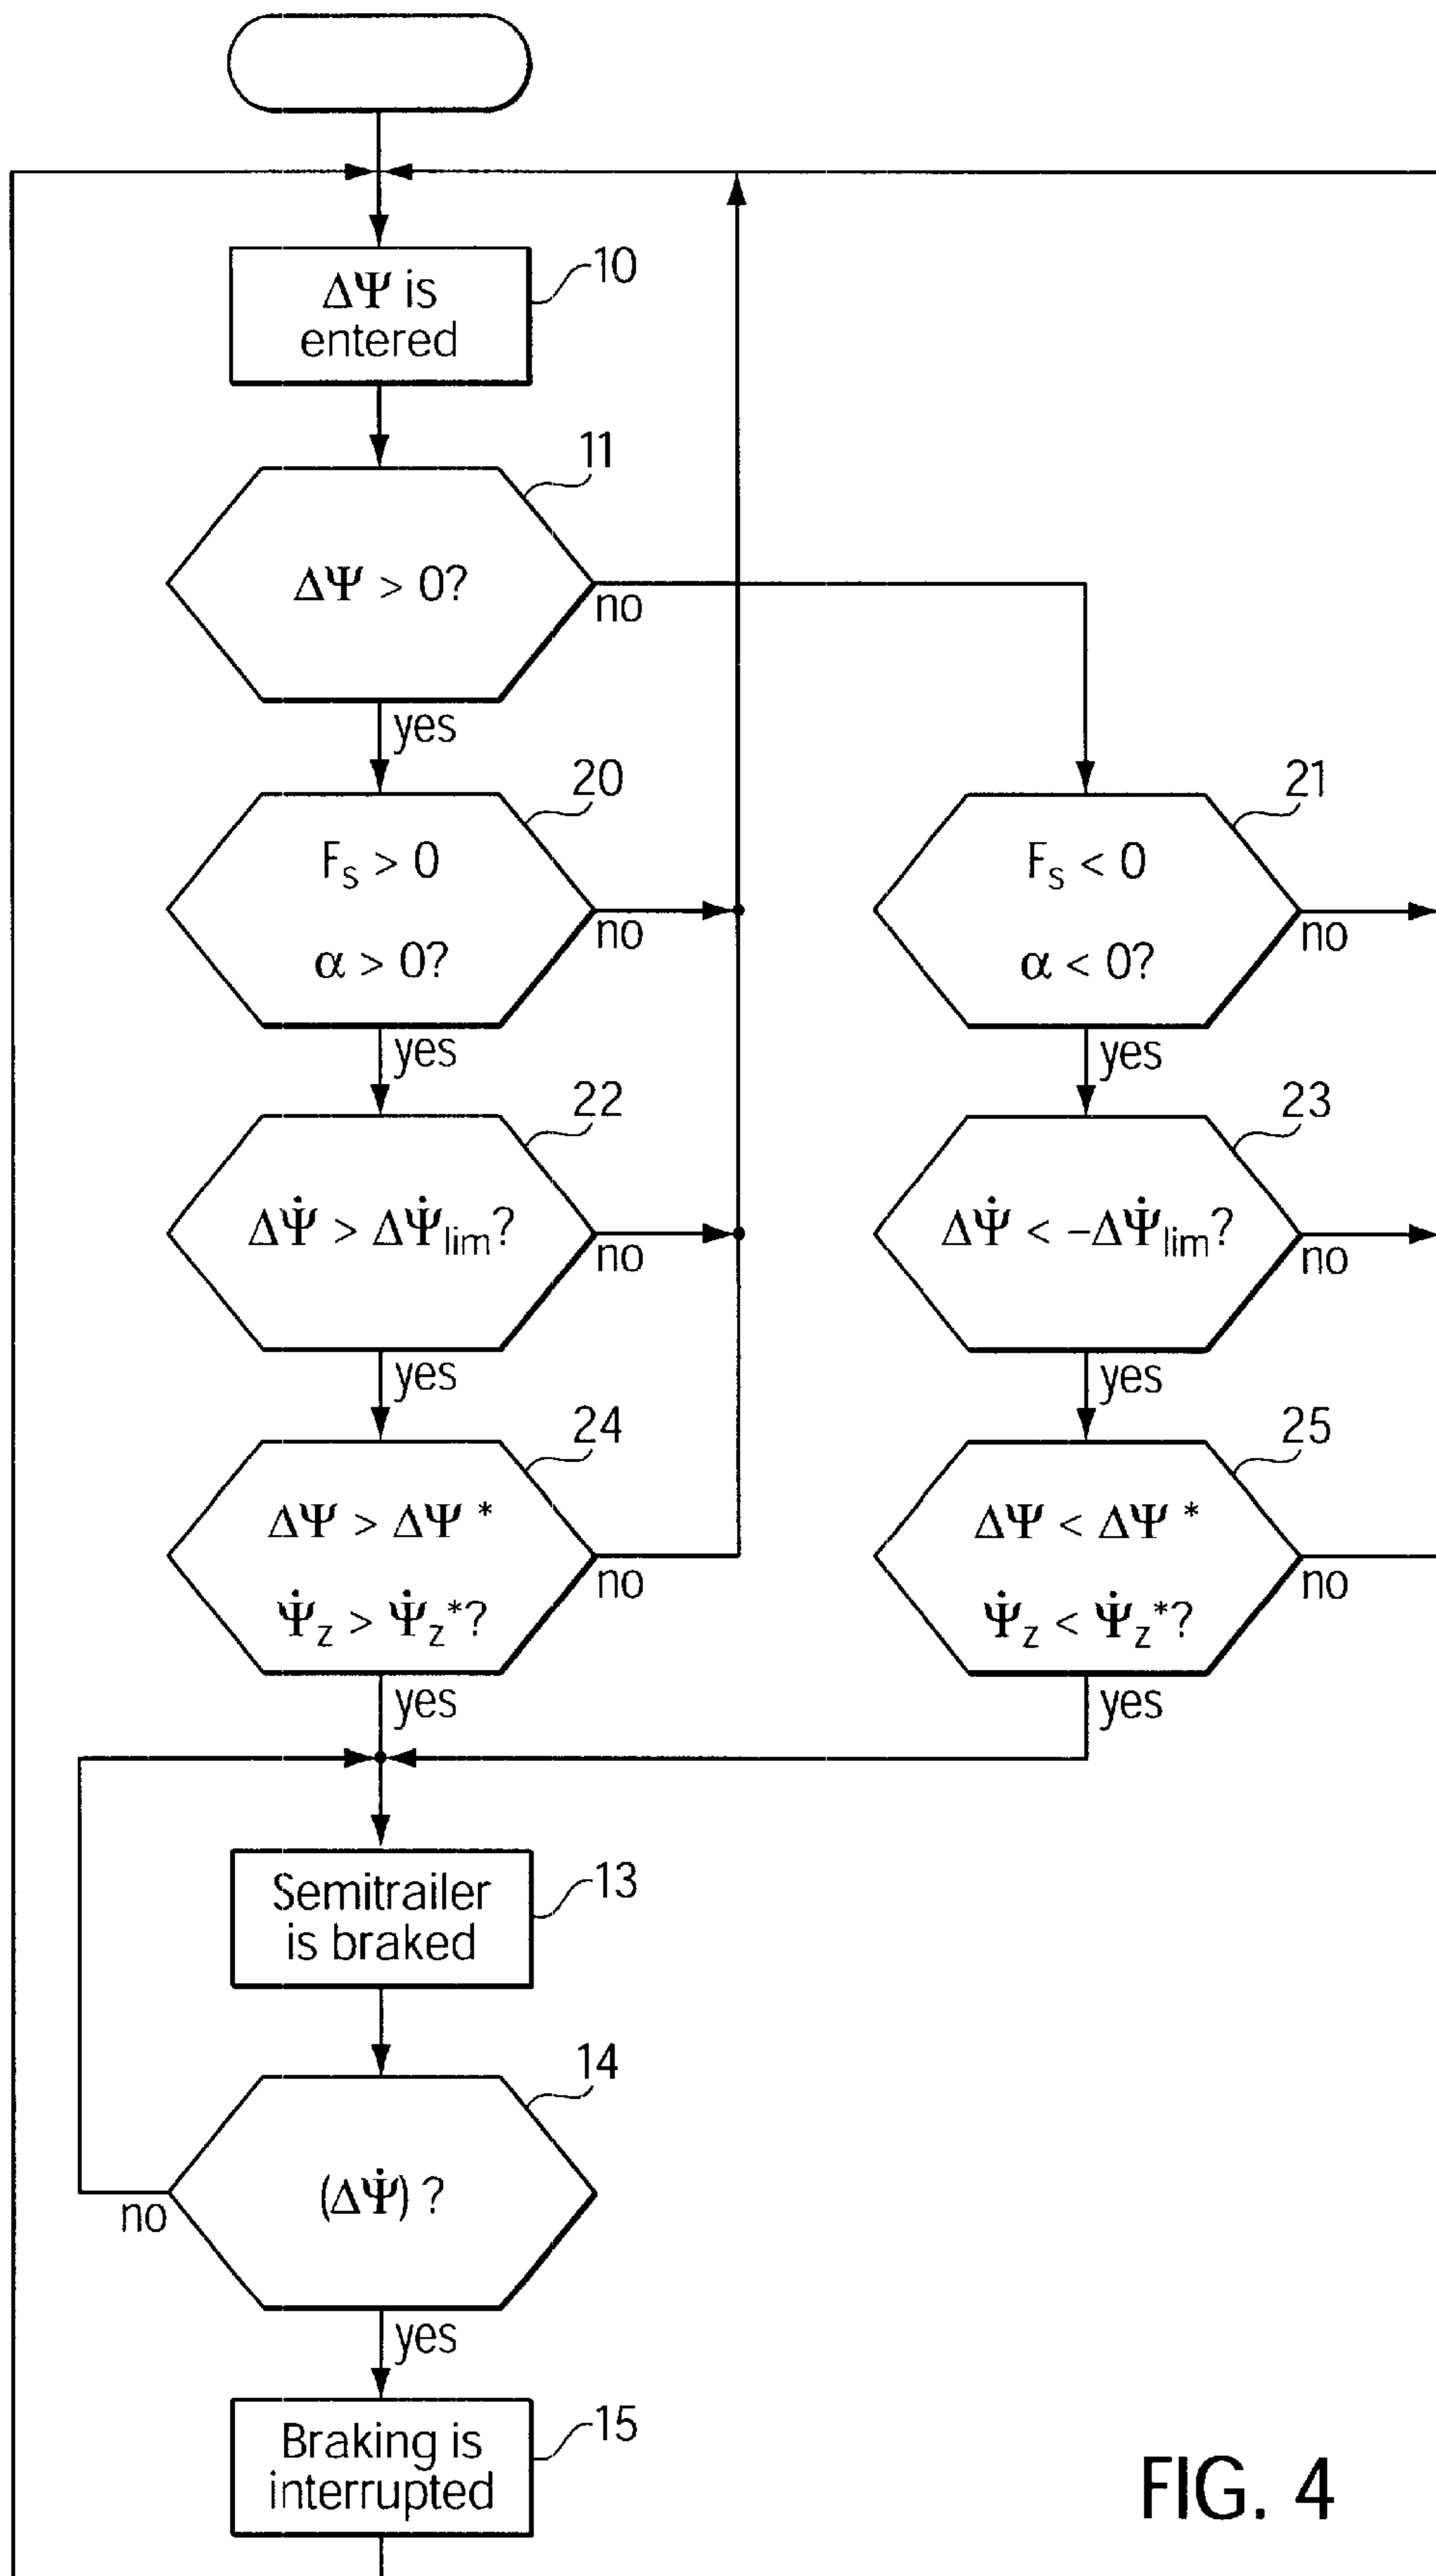 10
ΔΨ is
entered
11
ΔΨ > 0?
no
yes
20
F_s > 0
α > 0?
no
yes
21
F_s < 0
α < 0?
no
yes
22
ΔΨ̇ > ΔΨ̇_lim?
no
yes
23
ΔΨ̇ < –ΔΨ̇_lim?
no
yes
24
ΔΨ > ΔΨ *
Ψ̇_z > Ψ̇_z*?
no
yes
25
ΔΨ < ΔΨ *
Ψ̇_z < Ψ̇_z*?
no
yes
13
Semitrailer
is braked
14
(ΔΨ̇) ?
no
yes
15
Braking is
interrupted
FIG. 4